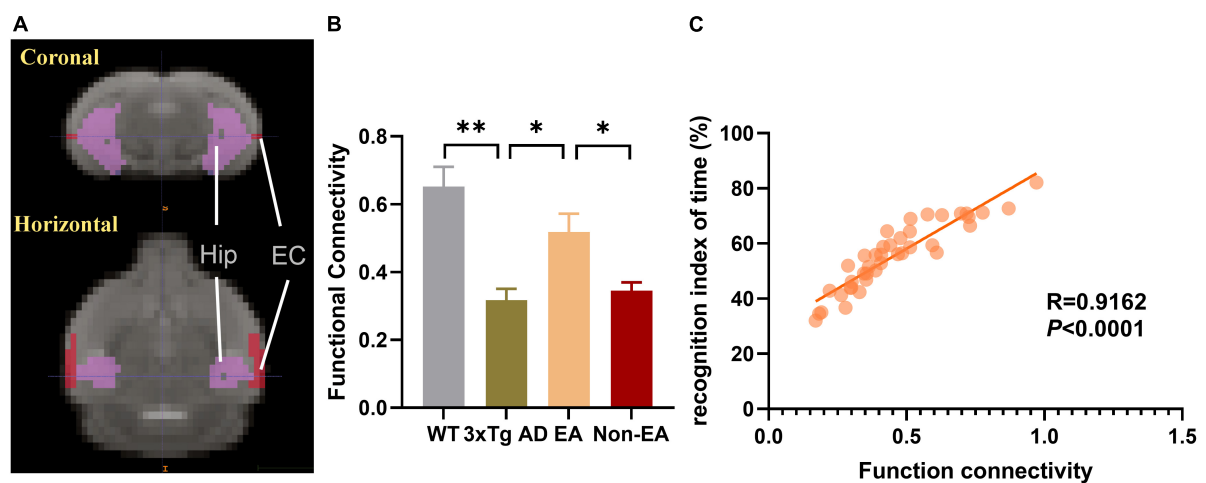 A
Coronal
Horizontal
Hip
EC
B
Functional Connectivity
0.8
0.6
0.4
0.2
0.0
**
*
*
WT 3xTg AD EA Non-EA
C
recognition index of time (%)
100
80
60
40
20
0
R=0.9162
P<0.0001
0.0 0.5 1.0 1.5
Function connectivity